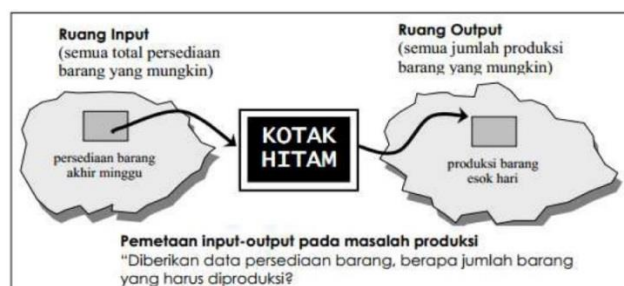 Ruang Input
(semua total persediaan
barang yang mungkin)
Ruang Output
(semua jumlah produksi
barang yang mungkin)
persediaan barang
akhir minggu
KOTAK
HITAM
produksi barang
esok hari
Pemetaan input-output pada masalah produksi
"Diberikan data persediaan barang, berapa jumlah barang
yang harus diproduksi?